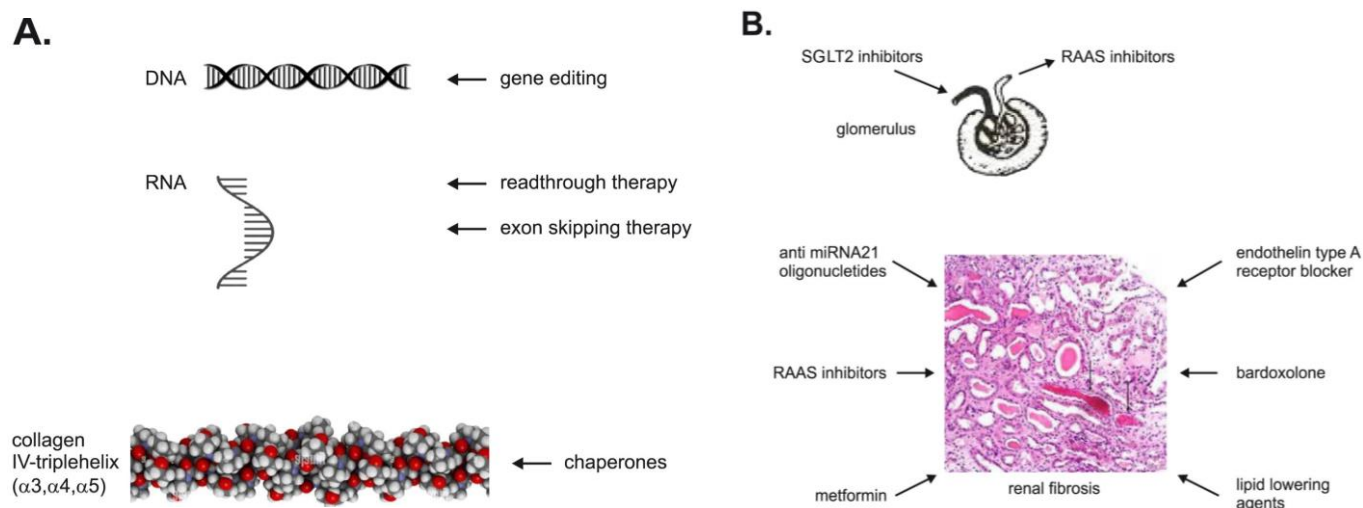 A.
DNA
gene editing
RNA
readthrough therapy
exon skipping therapy
collagen
IV-triplehelix
(α3,α4,α5)
chaperones
B.
SGLT2 inhibitors
RAAS inhibitors
glomerulus
anti miRNA21
oligonucletides
endothelin type A
receptor blocker
RAAS inhibitors
bardoxolone
metformin
renal fibrosis
lipid lowering
agents